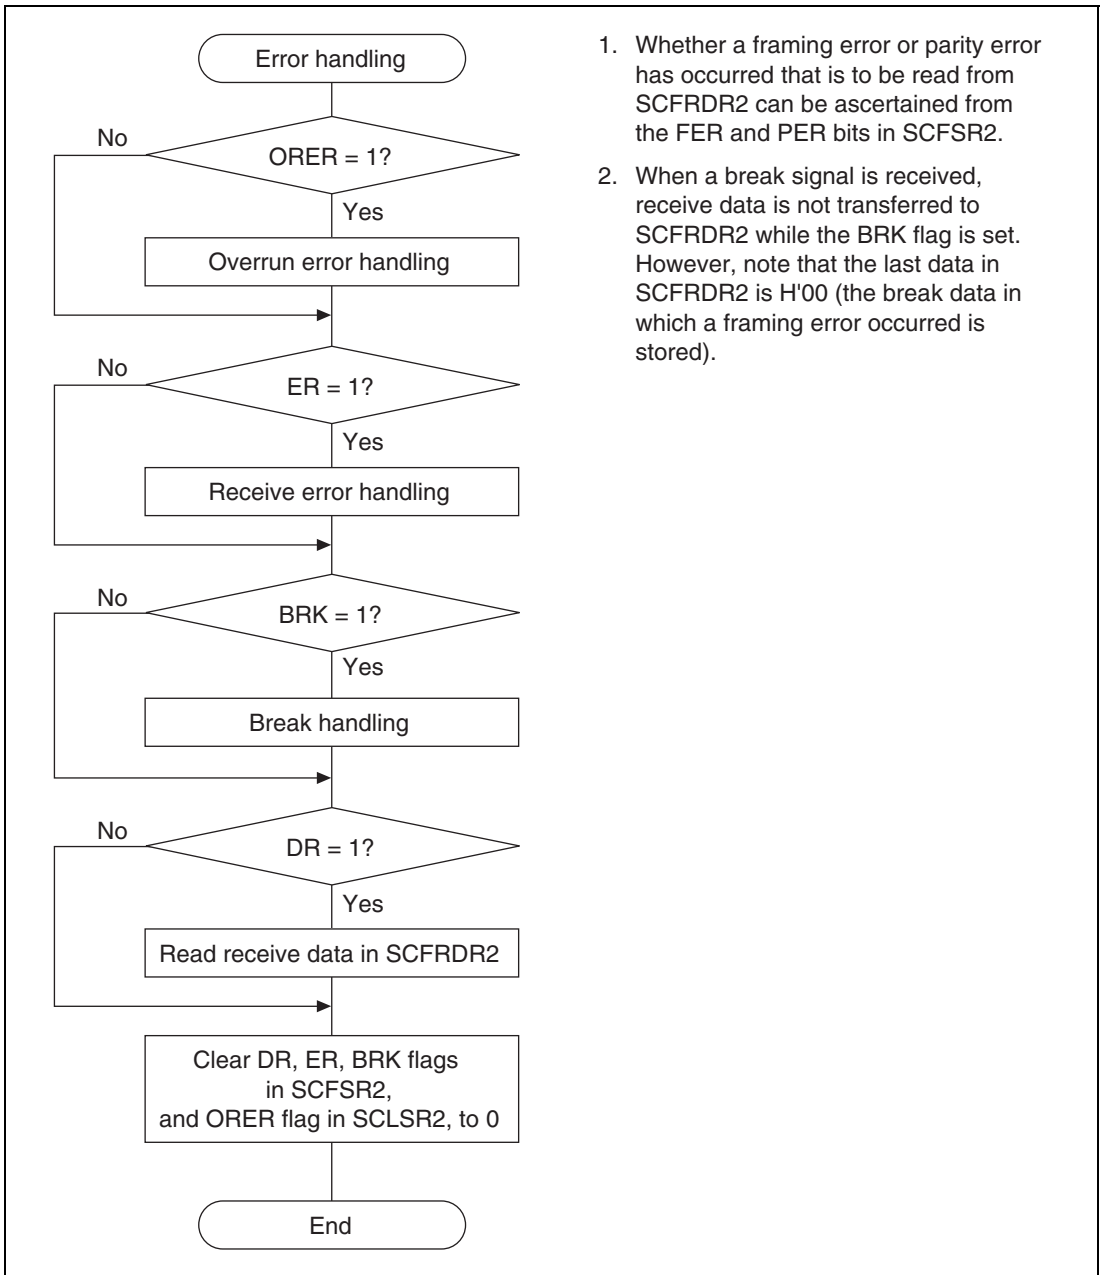 Error handling
No
ORER = 1?
Yes
Overrun error handling
No
ER = 1?
Yes
Receive error handling
No
BRK = 1?
Yes
Break handling
No
DR = 1?
Yes
Read receive data in SCFRDR2
Clear DR, ER, BRK flags
in SCFSR2,
and ORER flag in SCLSR2, to 0
End
1. Whether a framing error or parity error
has occurred that is to be read from
SCFRDR2 can be ascertained from
the FER and PER bits in SCFSR2.
2. When a break signal is received,
receive data is not transferred to
SCFRDR2 while the BRK flag is set.
However, note that the last data in
SCFRDR2 is H'00 (the break data in
which a framing error occurred is
stored).